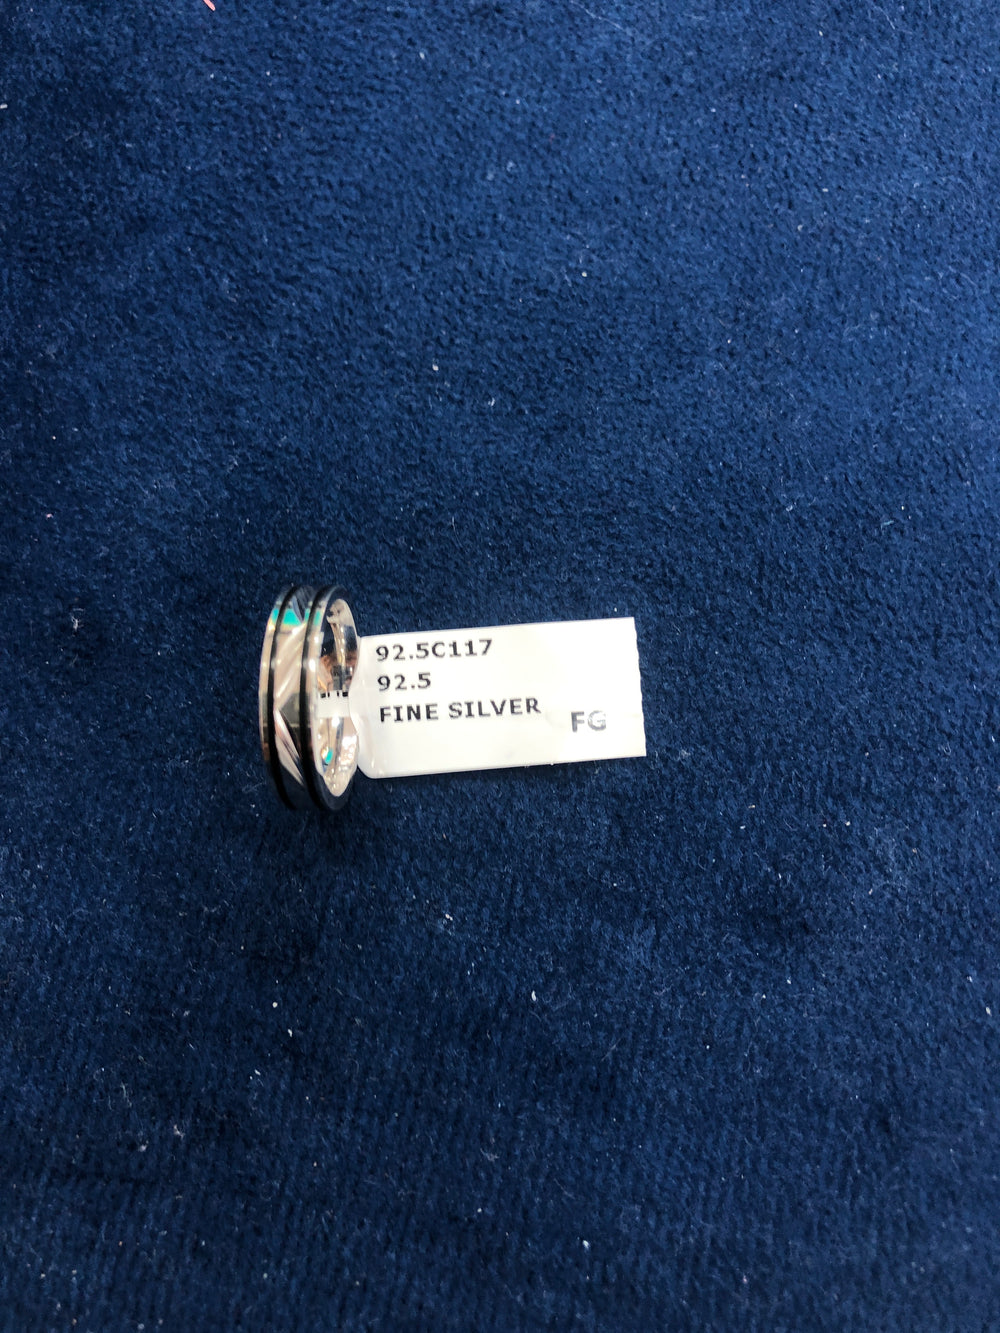 92.5C117
92.5
FINE SILVER
FG